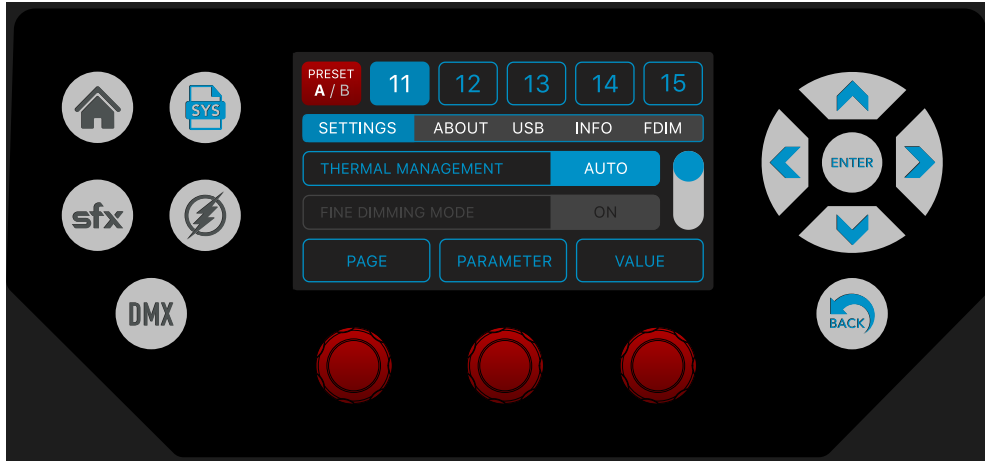 PRESET
A / B
11
12
13
14
15
SYS
SETTINGS
ABOUT
USB
INFO
FDIM
THERMAL MANAGEMENT
AUTO
ENTER
sfx
FINE DIMMING MODE
ON
PAGE
PARAMETER
VALUE
DMX
BACK